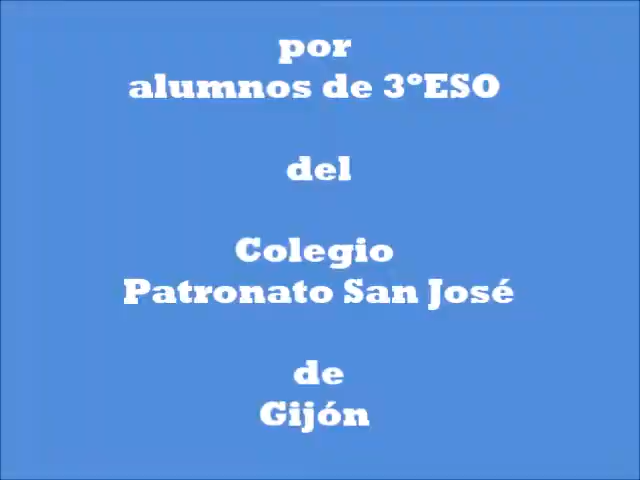 por
alumnos de 3ºESO
del
Colegio
Patronato San José
de
Gijón